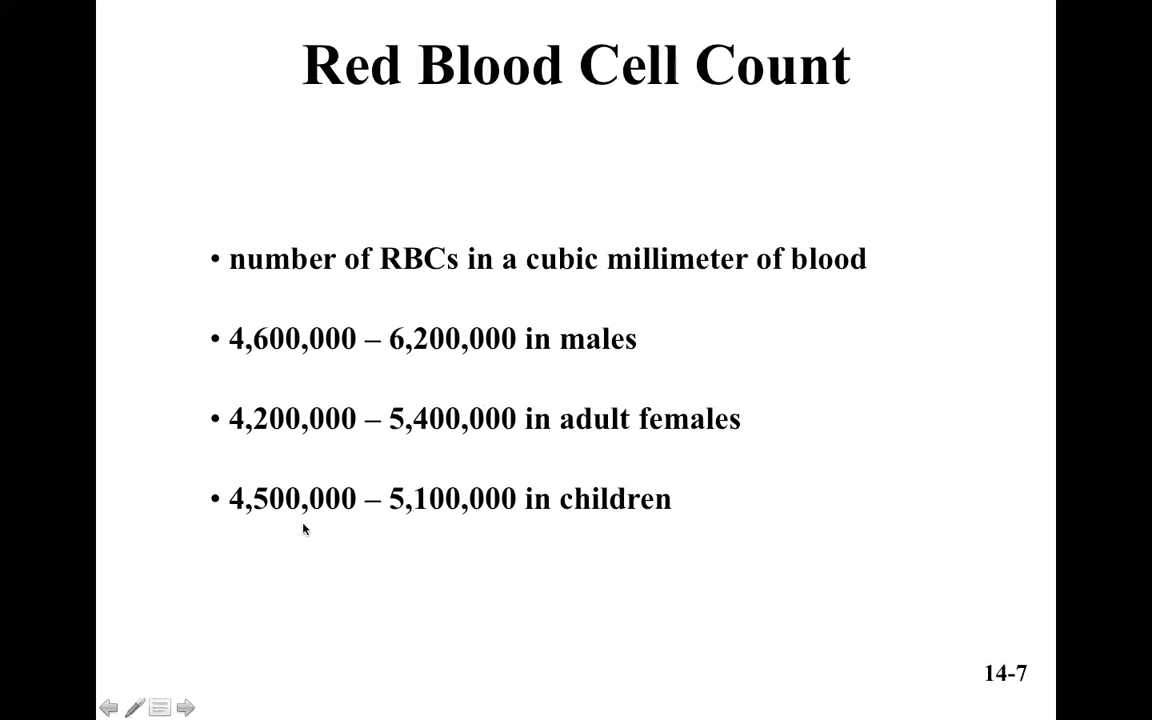 Red Blood Cell Count
• number of RBCs in a cubic millimeter of blood
• 4,600,000 – 6,200,000 in males
• 4,200,000 – 5,400,000 in adult females
• 4,500,000 – 5,100,000 in children
14-7